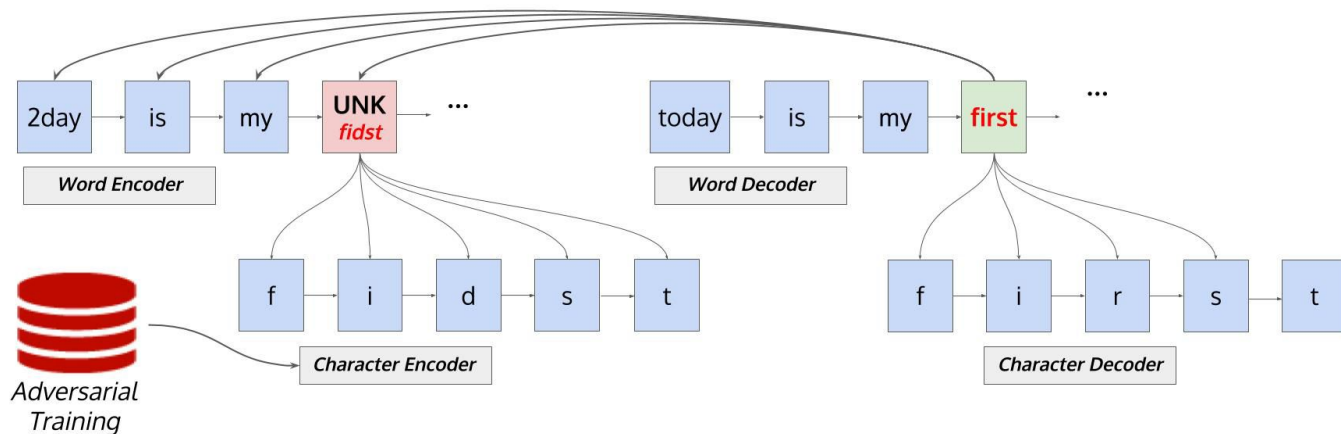 2day is my UNK ... today is my first ...
fidst
Word Encoder Word Decoder
f i d s t f i r s t
Character Encoder Character Decoder
Adversarial
Training